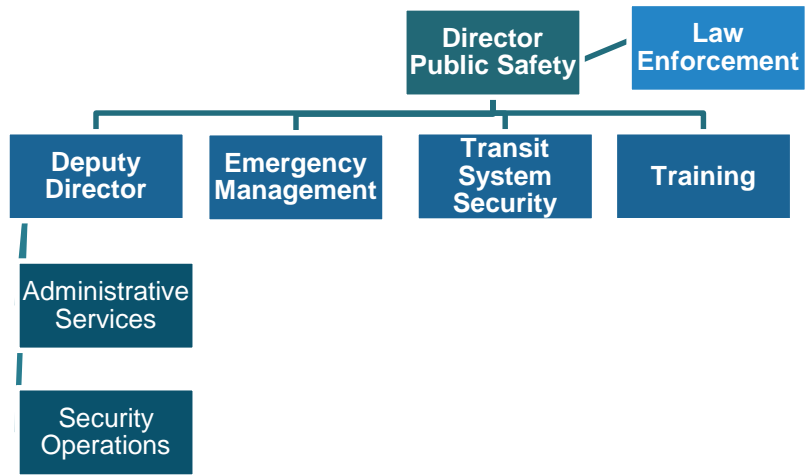 Director
Public Safety
Law
Enforcement
Deputy
Director
Emergency
Management
Transit
System
Security
Training
Administrative
Services
Security
Operations